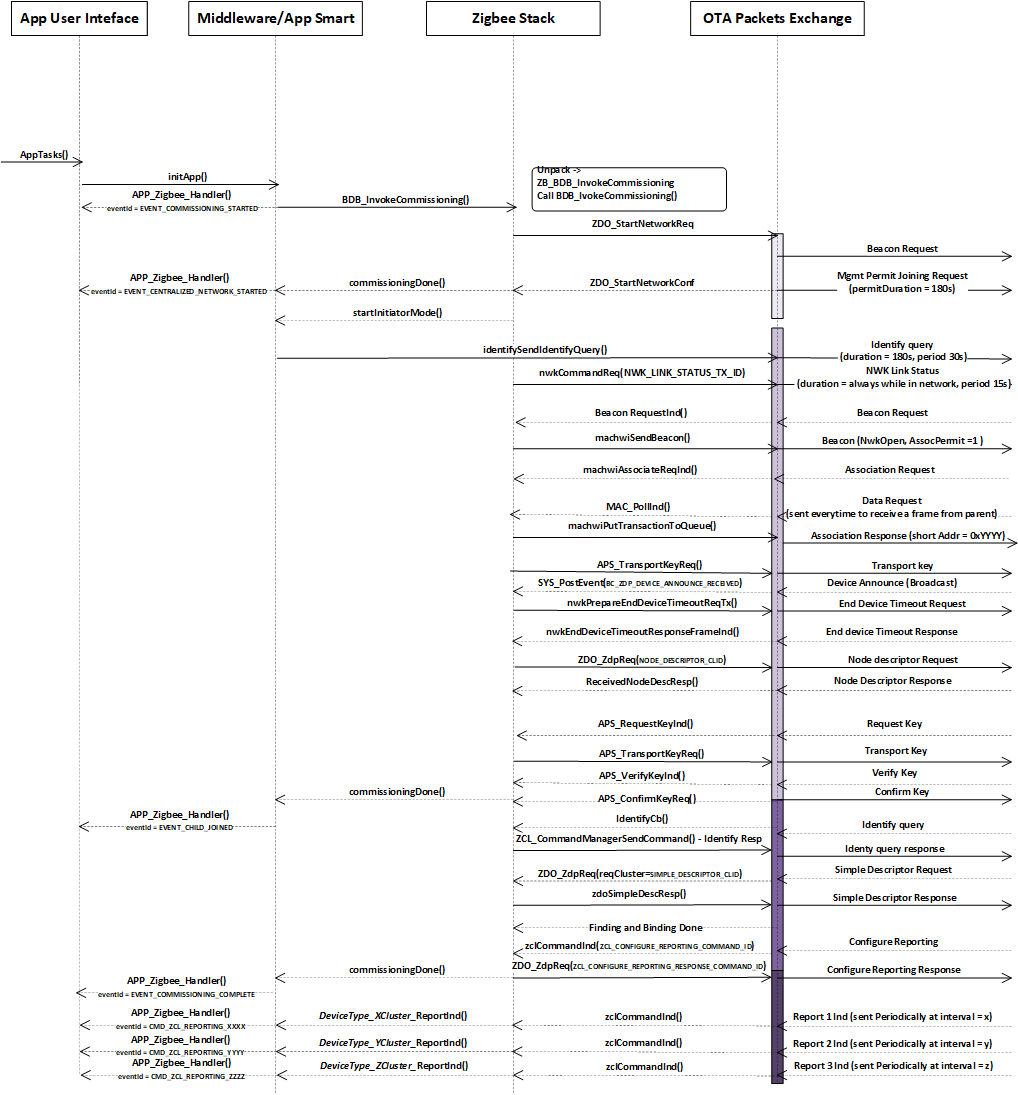 App User Inteface
Middleware/App Smart
Zigbee Stack
OTA Packets Exchange
AppTasks()
initApp()
Unpack ->
ZB_BDB_InvokeCommissioning
Call BDB_IvokeCommissioning()
APP_Zigbee_Handler()
eventId = EVENT_COMMISSIONING_STARTED
BDB_InvokeCommissioning()
ZDO_StartNetworkReq
Beacon Request
APP_Zigbee_Handler()
eventId = EVENT_CENTRALIZED_NETWORK_STARTED
commissioningDone()
ZDO_StartNetworkConf
Mgmt Permit Joining Request
(permitDuration = 180s)
startInitiatorMode()
identifySendIdentifyQuery()
Identify query
(duration = 180s, period 30s)
nwkCommandReq(NWK_LINK_STATUS_TX_ID)
NWK Link Status
(duration = always while in network, period 15s)
Beacon RequestInd()
Beacon Request
machwiSendBeacon()
Beacon (NwkOpen, AssocPermit =1 )
machwiAssociateReqInd()
Association Request
MAC_PollInd()
Data Request
(sent everytime to receive a frame from parent)
machwiPutTransactionToQueue()
Association Response (short Addr = 0xYYYY)
APS_TransportKeyReq()
Transport key
SYS_PostEvent(BC_ZDP_DEVICE_ANNOUNCE_RECEIVED)
Device Announce (Broadcast)
nwkPrepareEndDeviceTimeoutReqTx()
End Device Timeout Request
nwkEndDeviceTimeoutResponseFrameInd()
End device Timeout Response
ZDO_ZdpReq(NODE_DESCRIPTOR_CLID)
Node descriptor Request
ReceivedNodeDescResp()
Node Descriptor Response
APS_RequestKeyInd()
Request Key
APS_TransportKeyReq()
Transport Key
APS_VerifyKeyInd()
Verify Key
commissioningDone()
APS_ConfirmKeyReq()
Confirm Key
APP_Zigbee_Handler()
eventId = EVENT_CHILD_JOINED
IdentifyCb()
Identify query
ZCL_CommandManagerSendCommand() - Identify Resp
Identy query response
ZDO_ZdpReq(reqCluster=SIMPLE_DESCRIPTOR_CLID)
Simple Descriptor Request
zdoSimpleDescResp()
Simple Descriptor Response
Finding and Binding Done
zclCommandInd(ZCL_CONFIGURE_REPORTING_COMMAND_ID)
Configure Reporting
commissioningDone()
ZDO_ZdpReq(ZCL_CONFIGURE_REPORTING_RESPONSE_COMMAND_ID)
Configure Reporting Response
APP_Zigbee_Handler()
eventId = EVENT_COMMISSIONING_COMPLETE
APP_Zigbee_Handler()
eventId = CMD_ZCL_REPORTING_XXXX
DeviceType_XCluster_ReportInd()
zclCommandInd()
Report 1 Ind (sent Periodically at interval = x)
APP_Zigbee_Handler()
eventId = CMD_ZCL_REPORTING_YYYY
DeviceType_YCluster_ReportInd()
zclCommandInd()
Report 2 Ind (sent Periodically at interval = y)
APP_Zigbee_Handler()
eventId = CMD_ZCL_REPORTING_ZZZZ
DeviceType_ZCluster_ReportInd()
zclCommandInd()
Report 3 Ind (sent Periodically at interval = z)